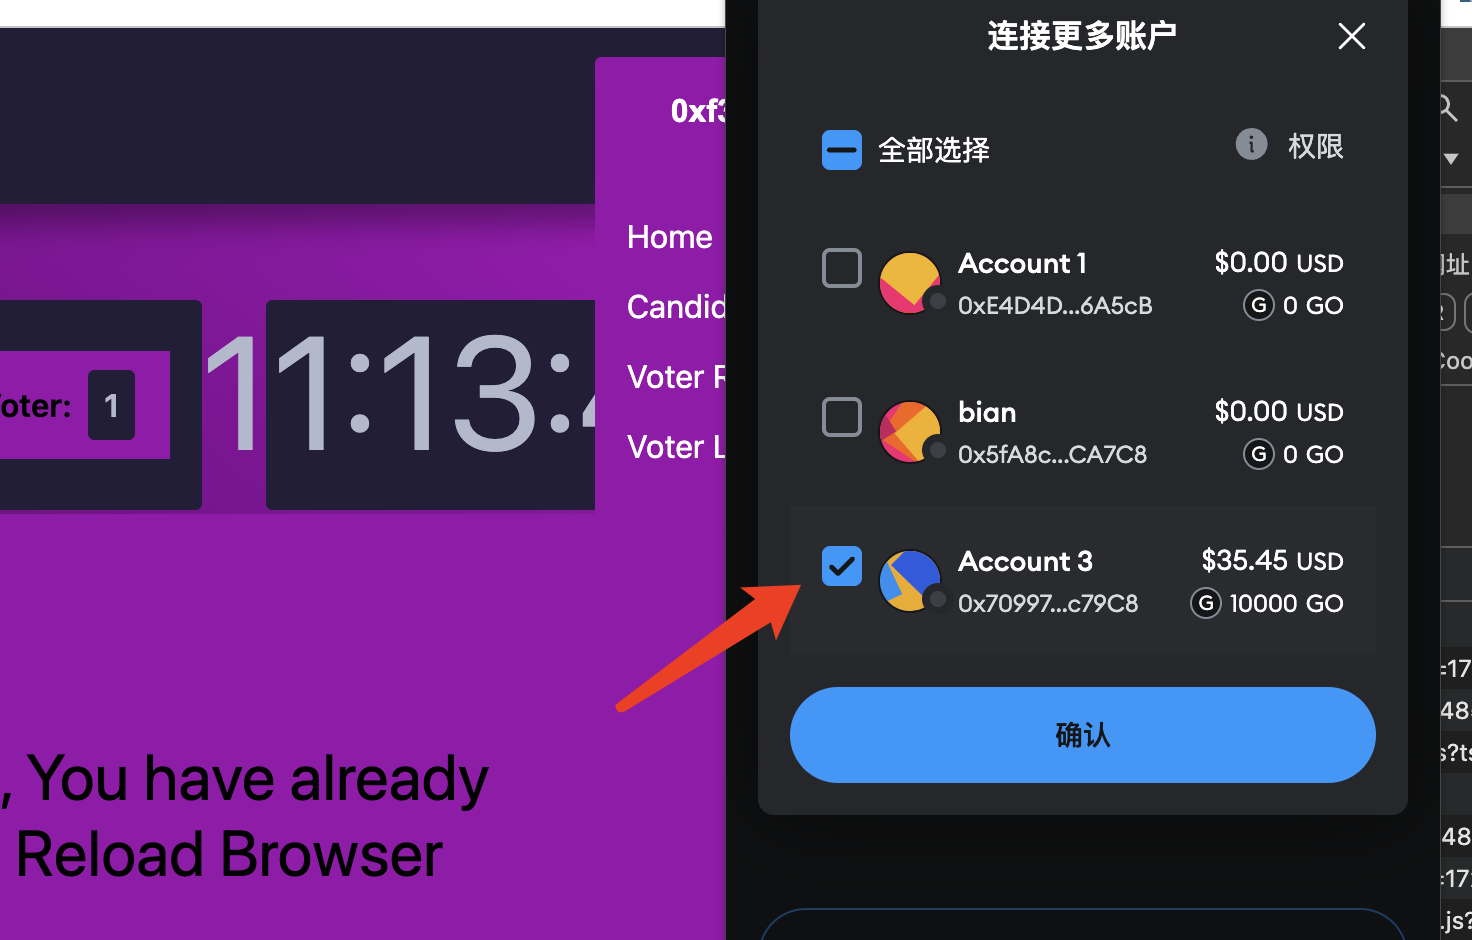 0xf3
Home
Candid
Voter R
Voter L
oter: 1
11:13:
, You have already
Reload Browser
连接更多账户
全部选择
权限
Account 1
$0.00 USD
0xE4D4D...6A5cB
G 0 GO
bian
$0.00 USD
0x5fA8c...CA7C8
G 0 GO
Account 3
$35.45 USD
0x70997...c79C8
G 10000 GO
确认
址
Coo
=17
48
s?ts
48
=17
.js?